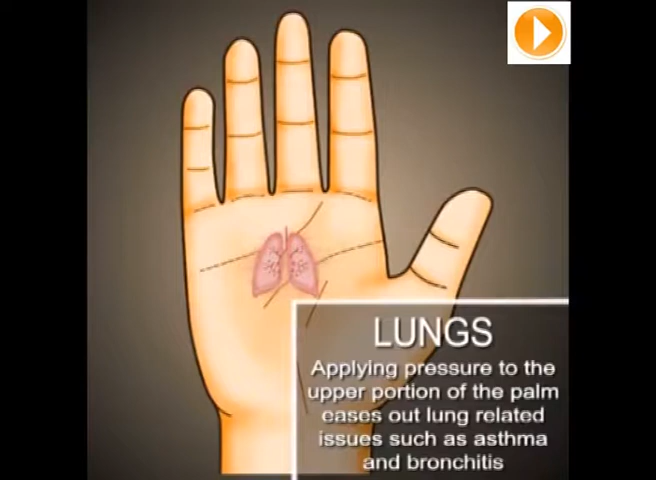 LUNGS
Applying pressure to the
upper portion of the palm
eases out lung related
issues such as asthma
and bronchitis